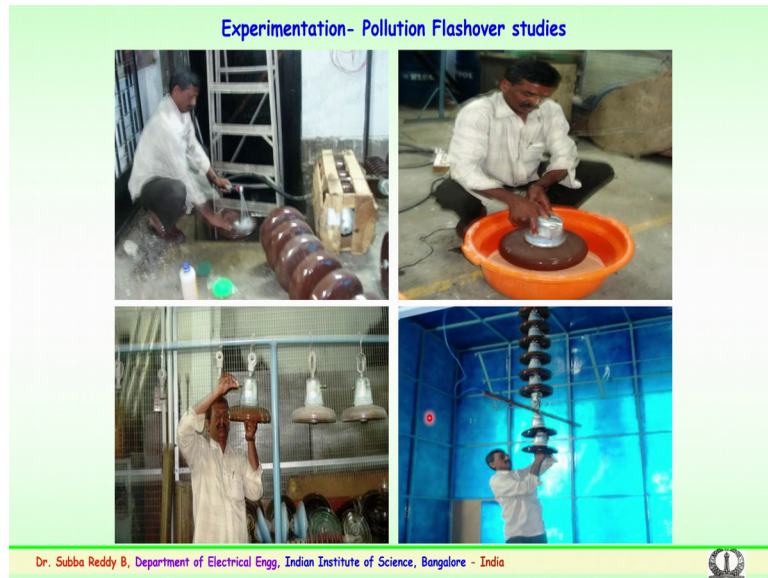 Experimentation- Pollution Flashover studies
Dr. Subba Reddy B, Department of Electrical Engg, Indian Institute of Science, Bangalore - India